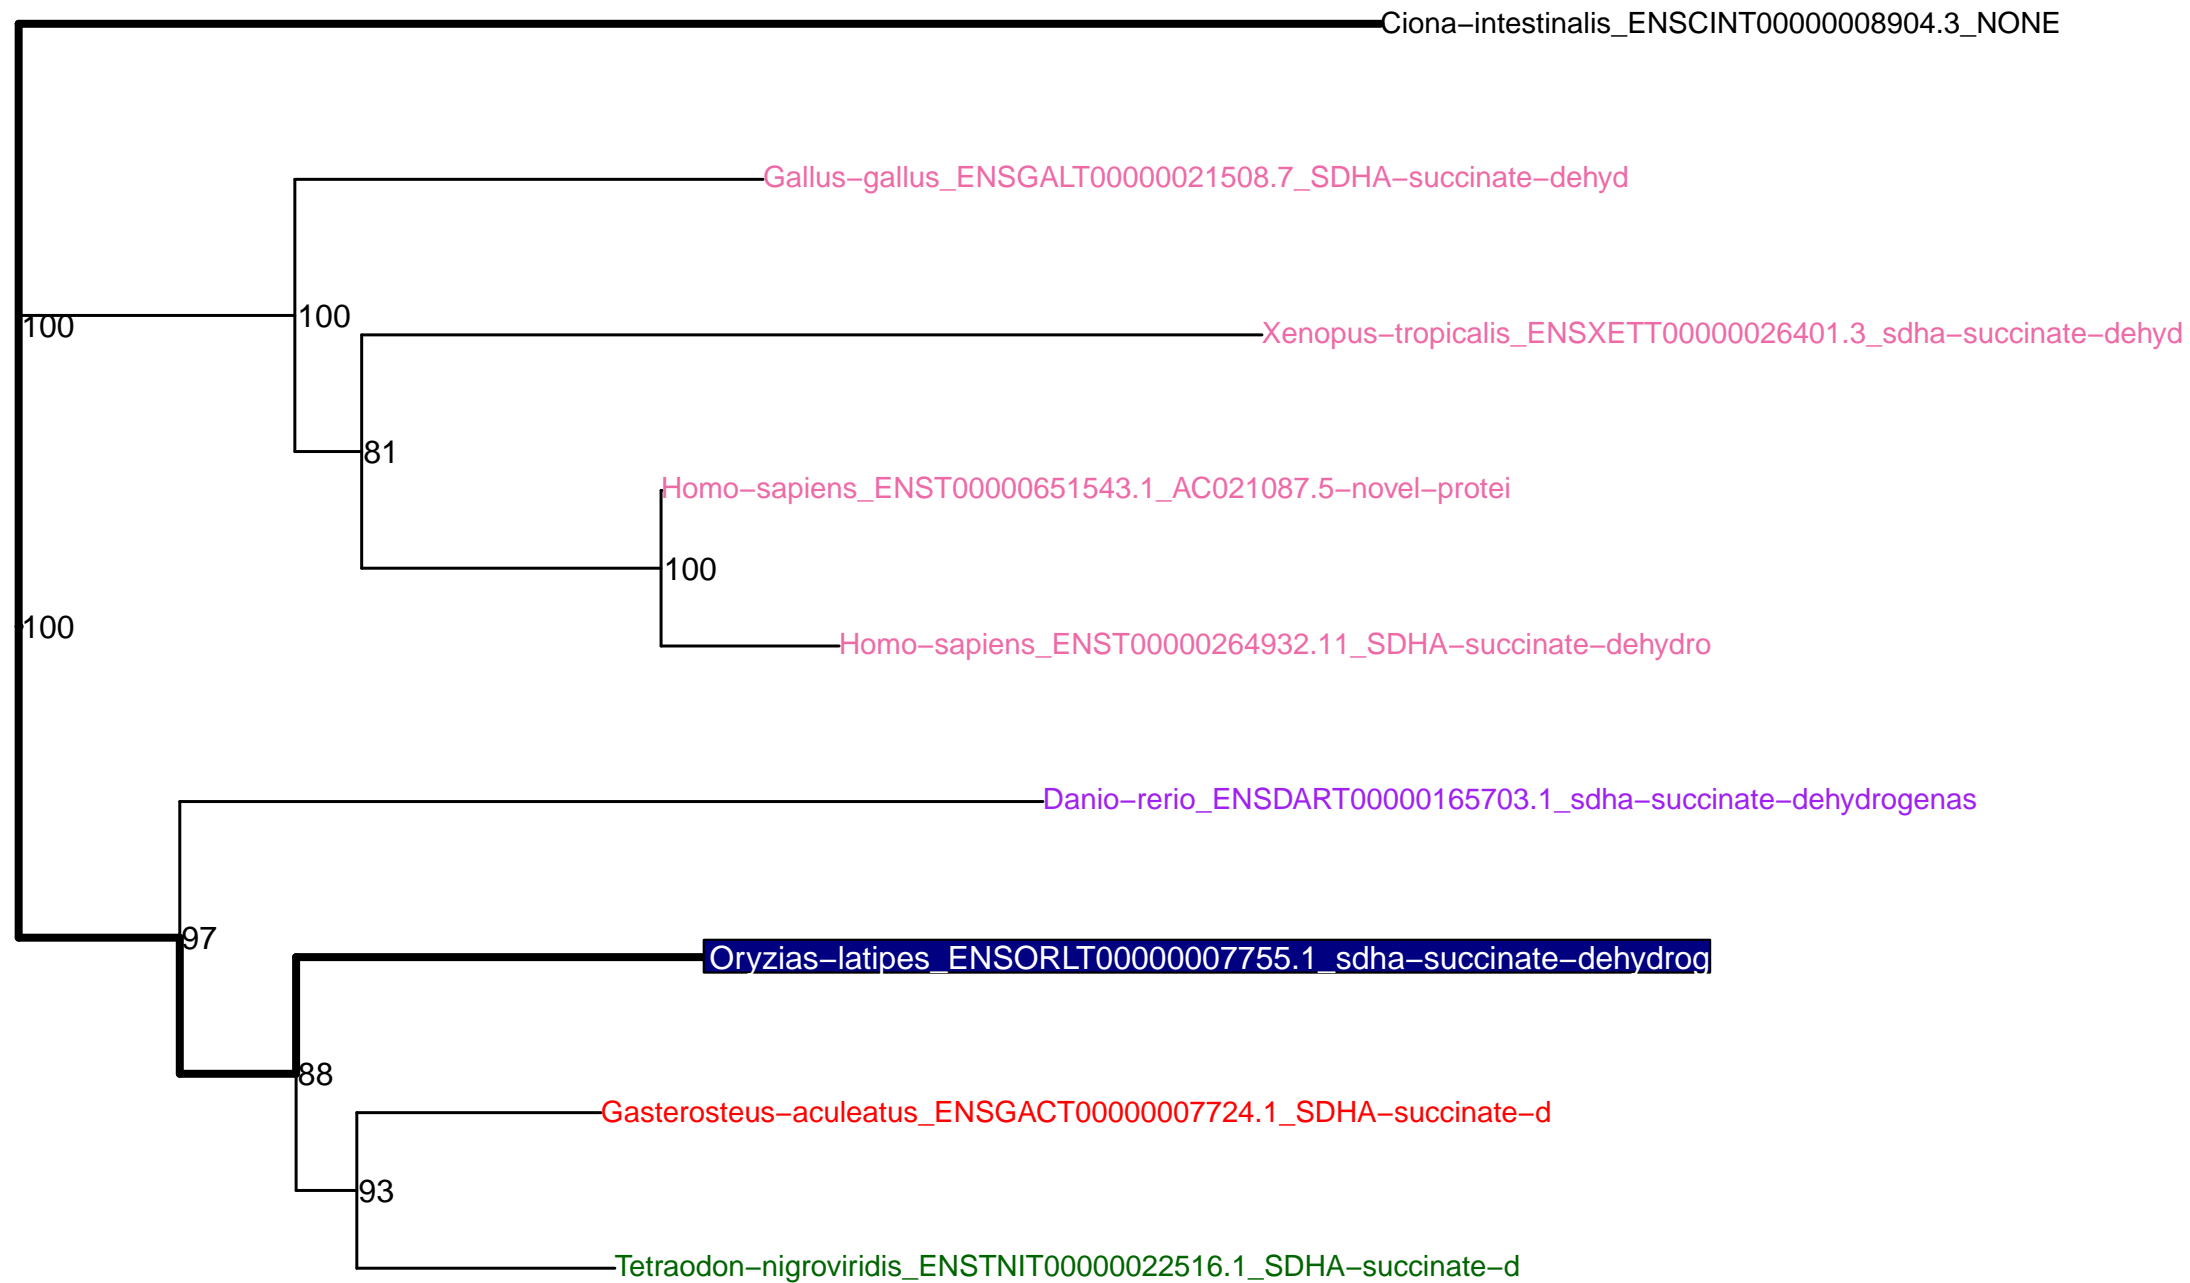 Ciona−intestinalis_ENSCINT00000008904.3_NONE
Gallus−gallus_ENSGALT00000021508.7_SDHA−succinate−dehyd
100
100
Xenopus−tropicalis_ENSXETT00000026401.3_sdha−succinate−dehyd
81
Homo−sapiens_ENST00000651543.1_AC021087.5−novel−protei
100
100
Homo−sapiens_ENST00000264932.11_SDHA−succinate−dehydro
Danio−rerio_ENSDART00000165703.1_sdha−succinate−dehydrogenas
97
Oryzias−latipes_ENSORLT00000007755.1_sdha−succinate−dehydrog
88
Gasterosteus−aculeatus_ENSGACT00000007724.1_SDHA−succinate−d
93
Tetraodon−nigroviridis_ENSTNIT00000022516.1_SDHA−succinate−d